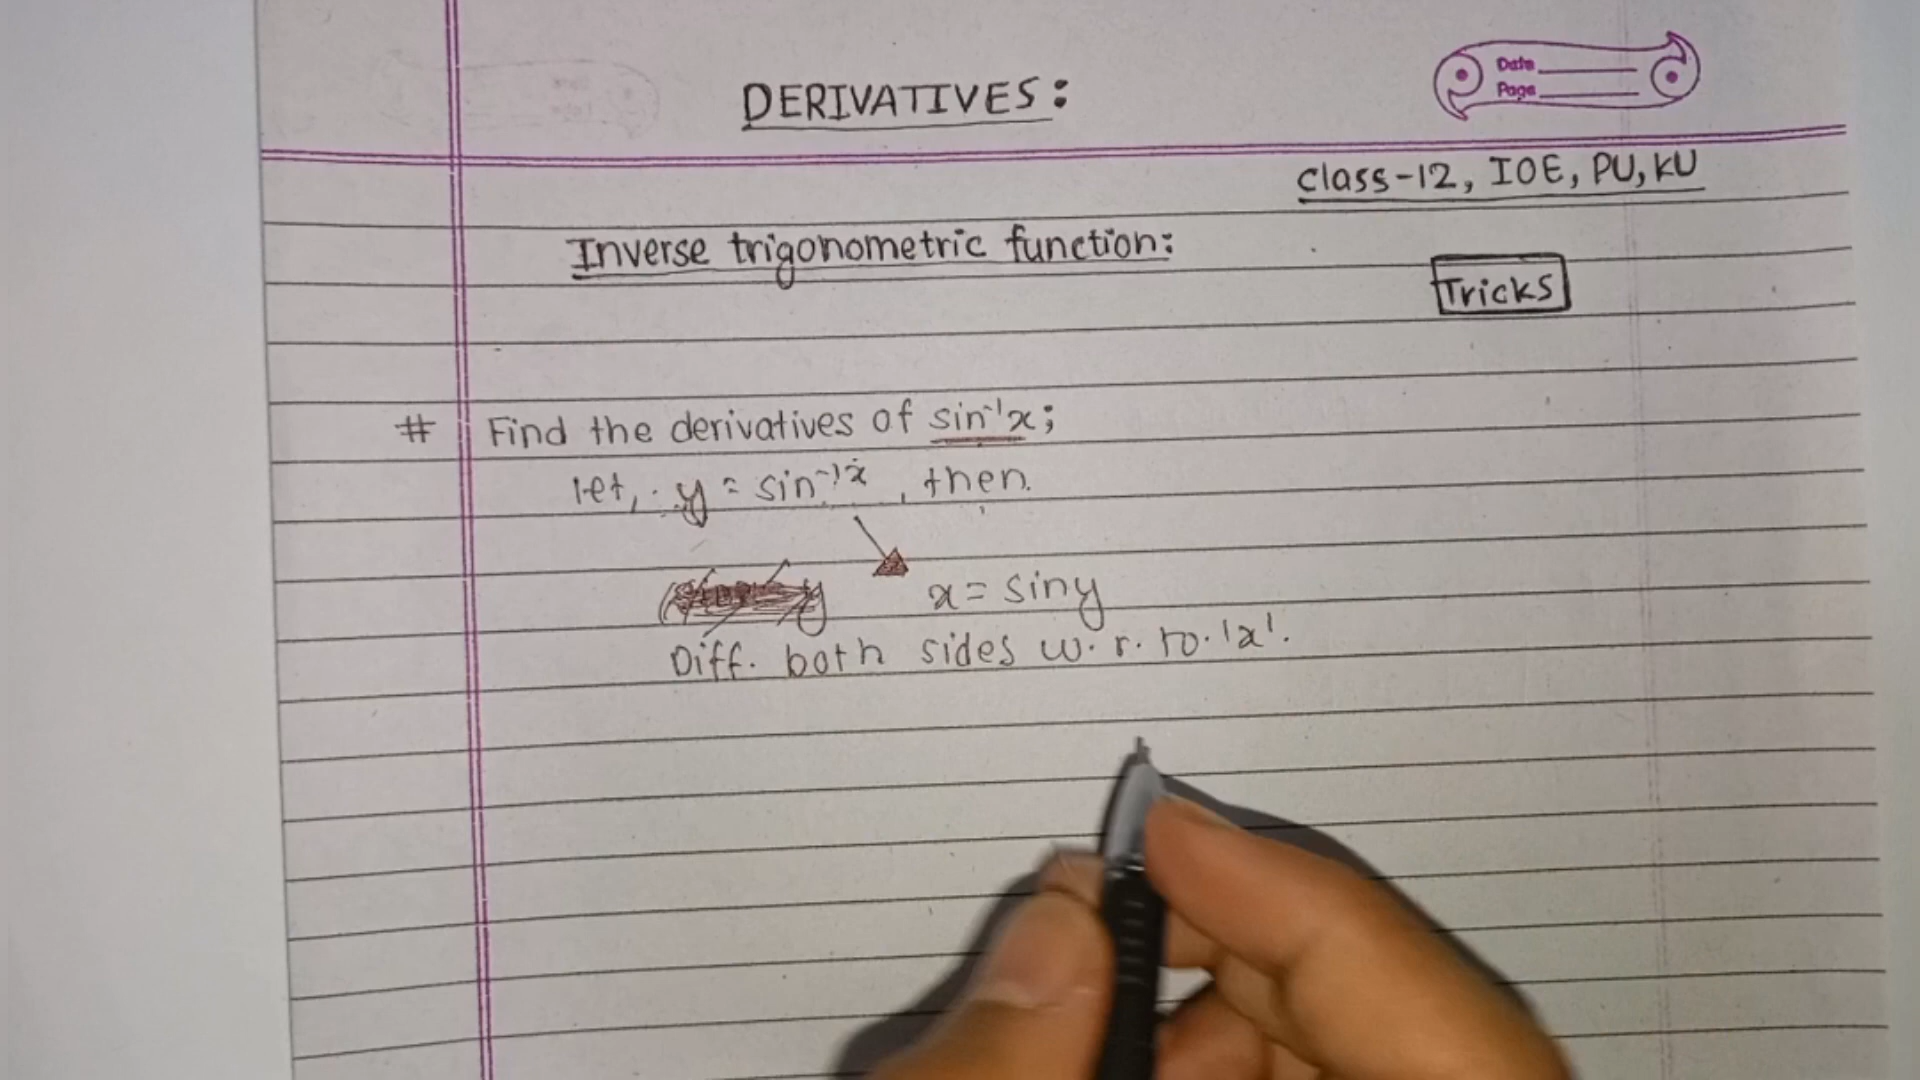 DERIVATIVES:
Date
Page
class-12, IOE, PU, KU
Inverse trigonometric function:
Tricks
# Find the derivatives of sin⁻¹x;
let, y = sin⁻¹x, then.
x = siny
Diff. both sides w.r. to. 'x'.